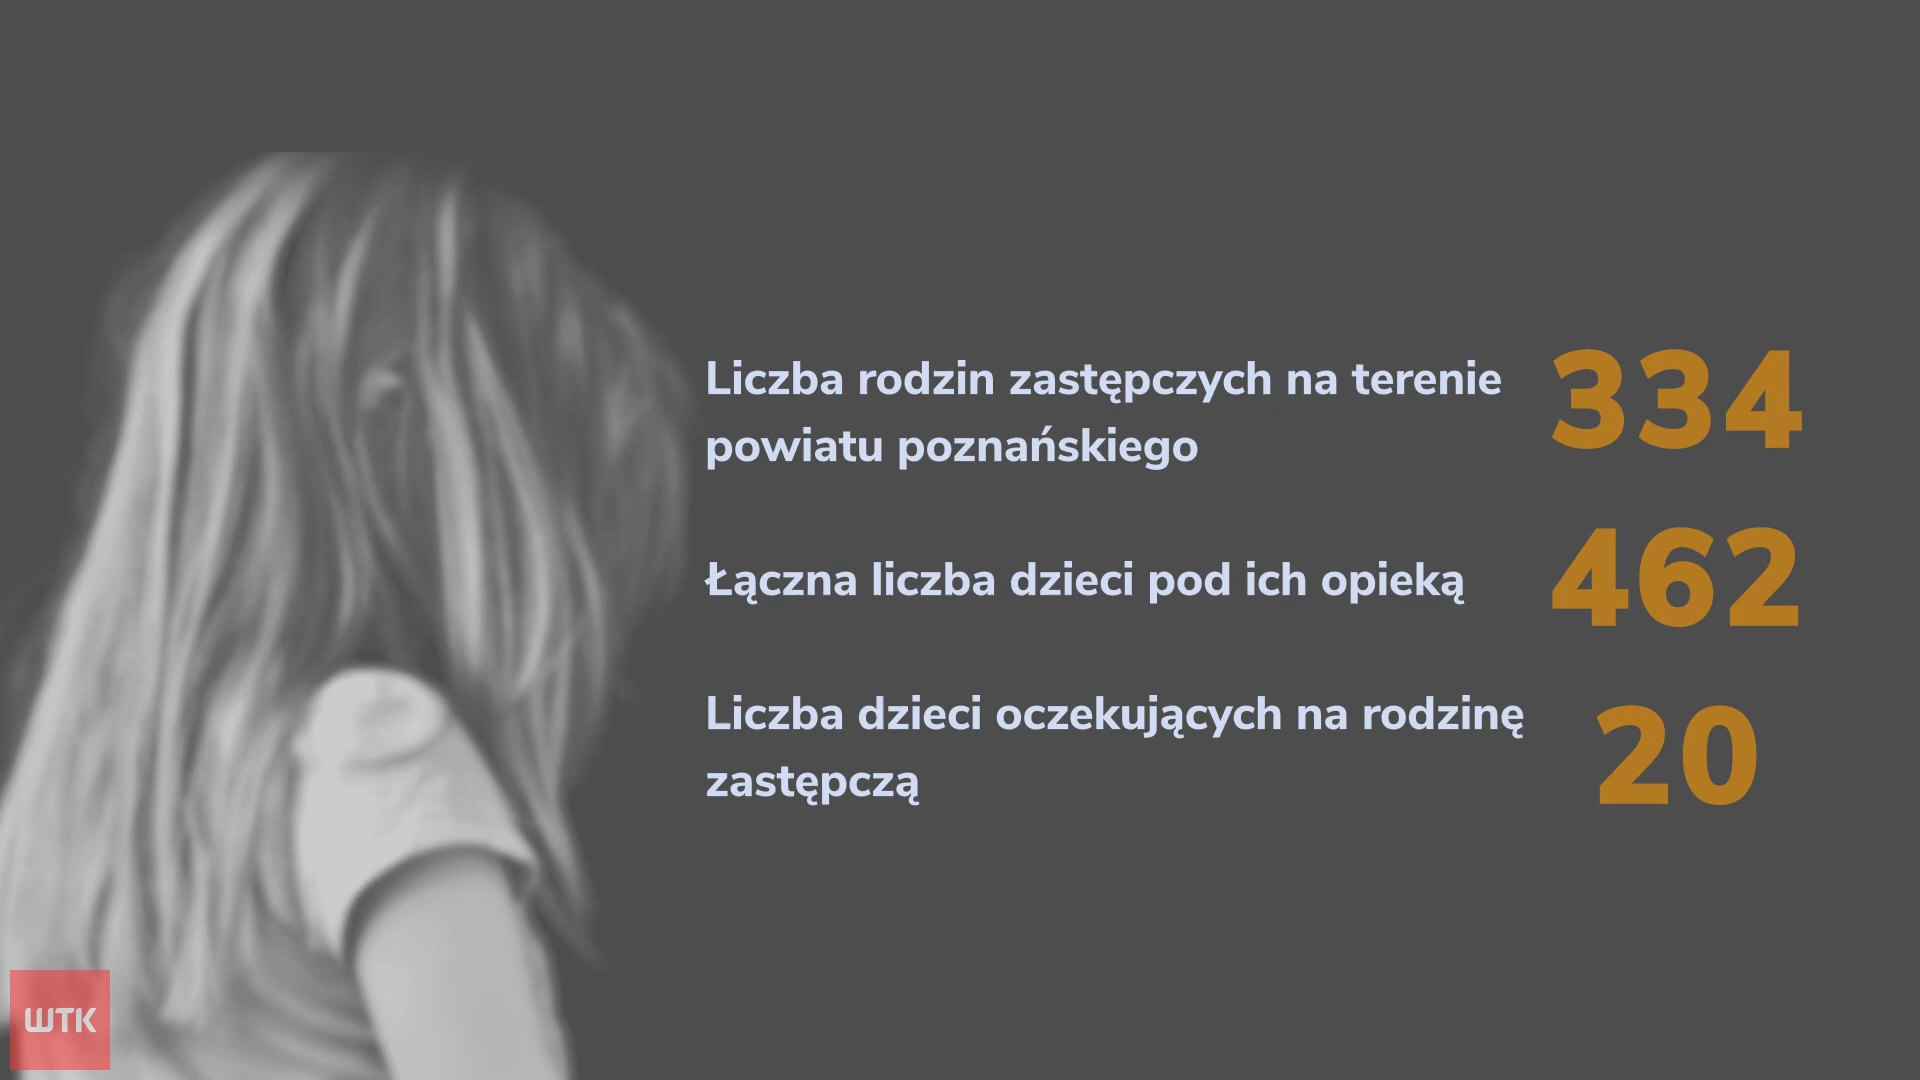 Liczba rodzin zastępczych na terenie
powiatu poznańskiego
334
Łączna liczba dzieci pod ich opieką
462
Liczba dzieci oczekujących na rodzinę
zastępczą
20
WTK